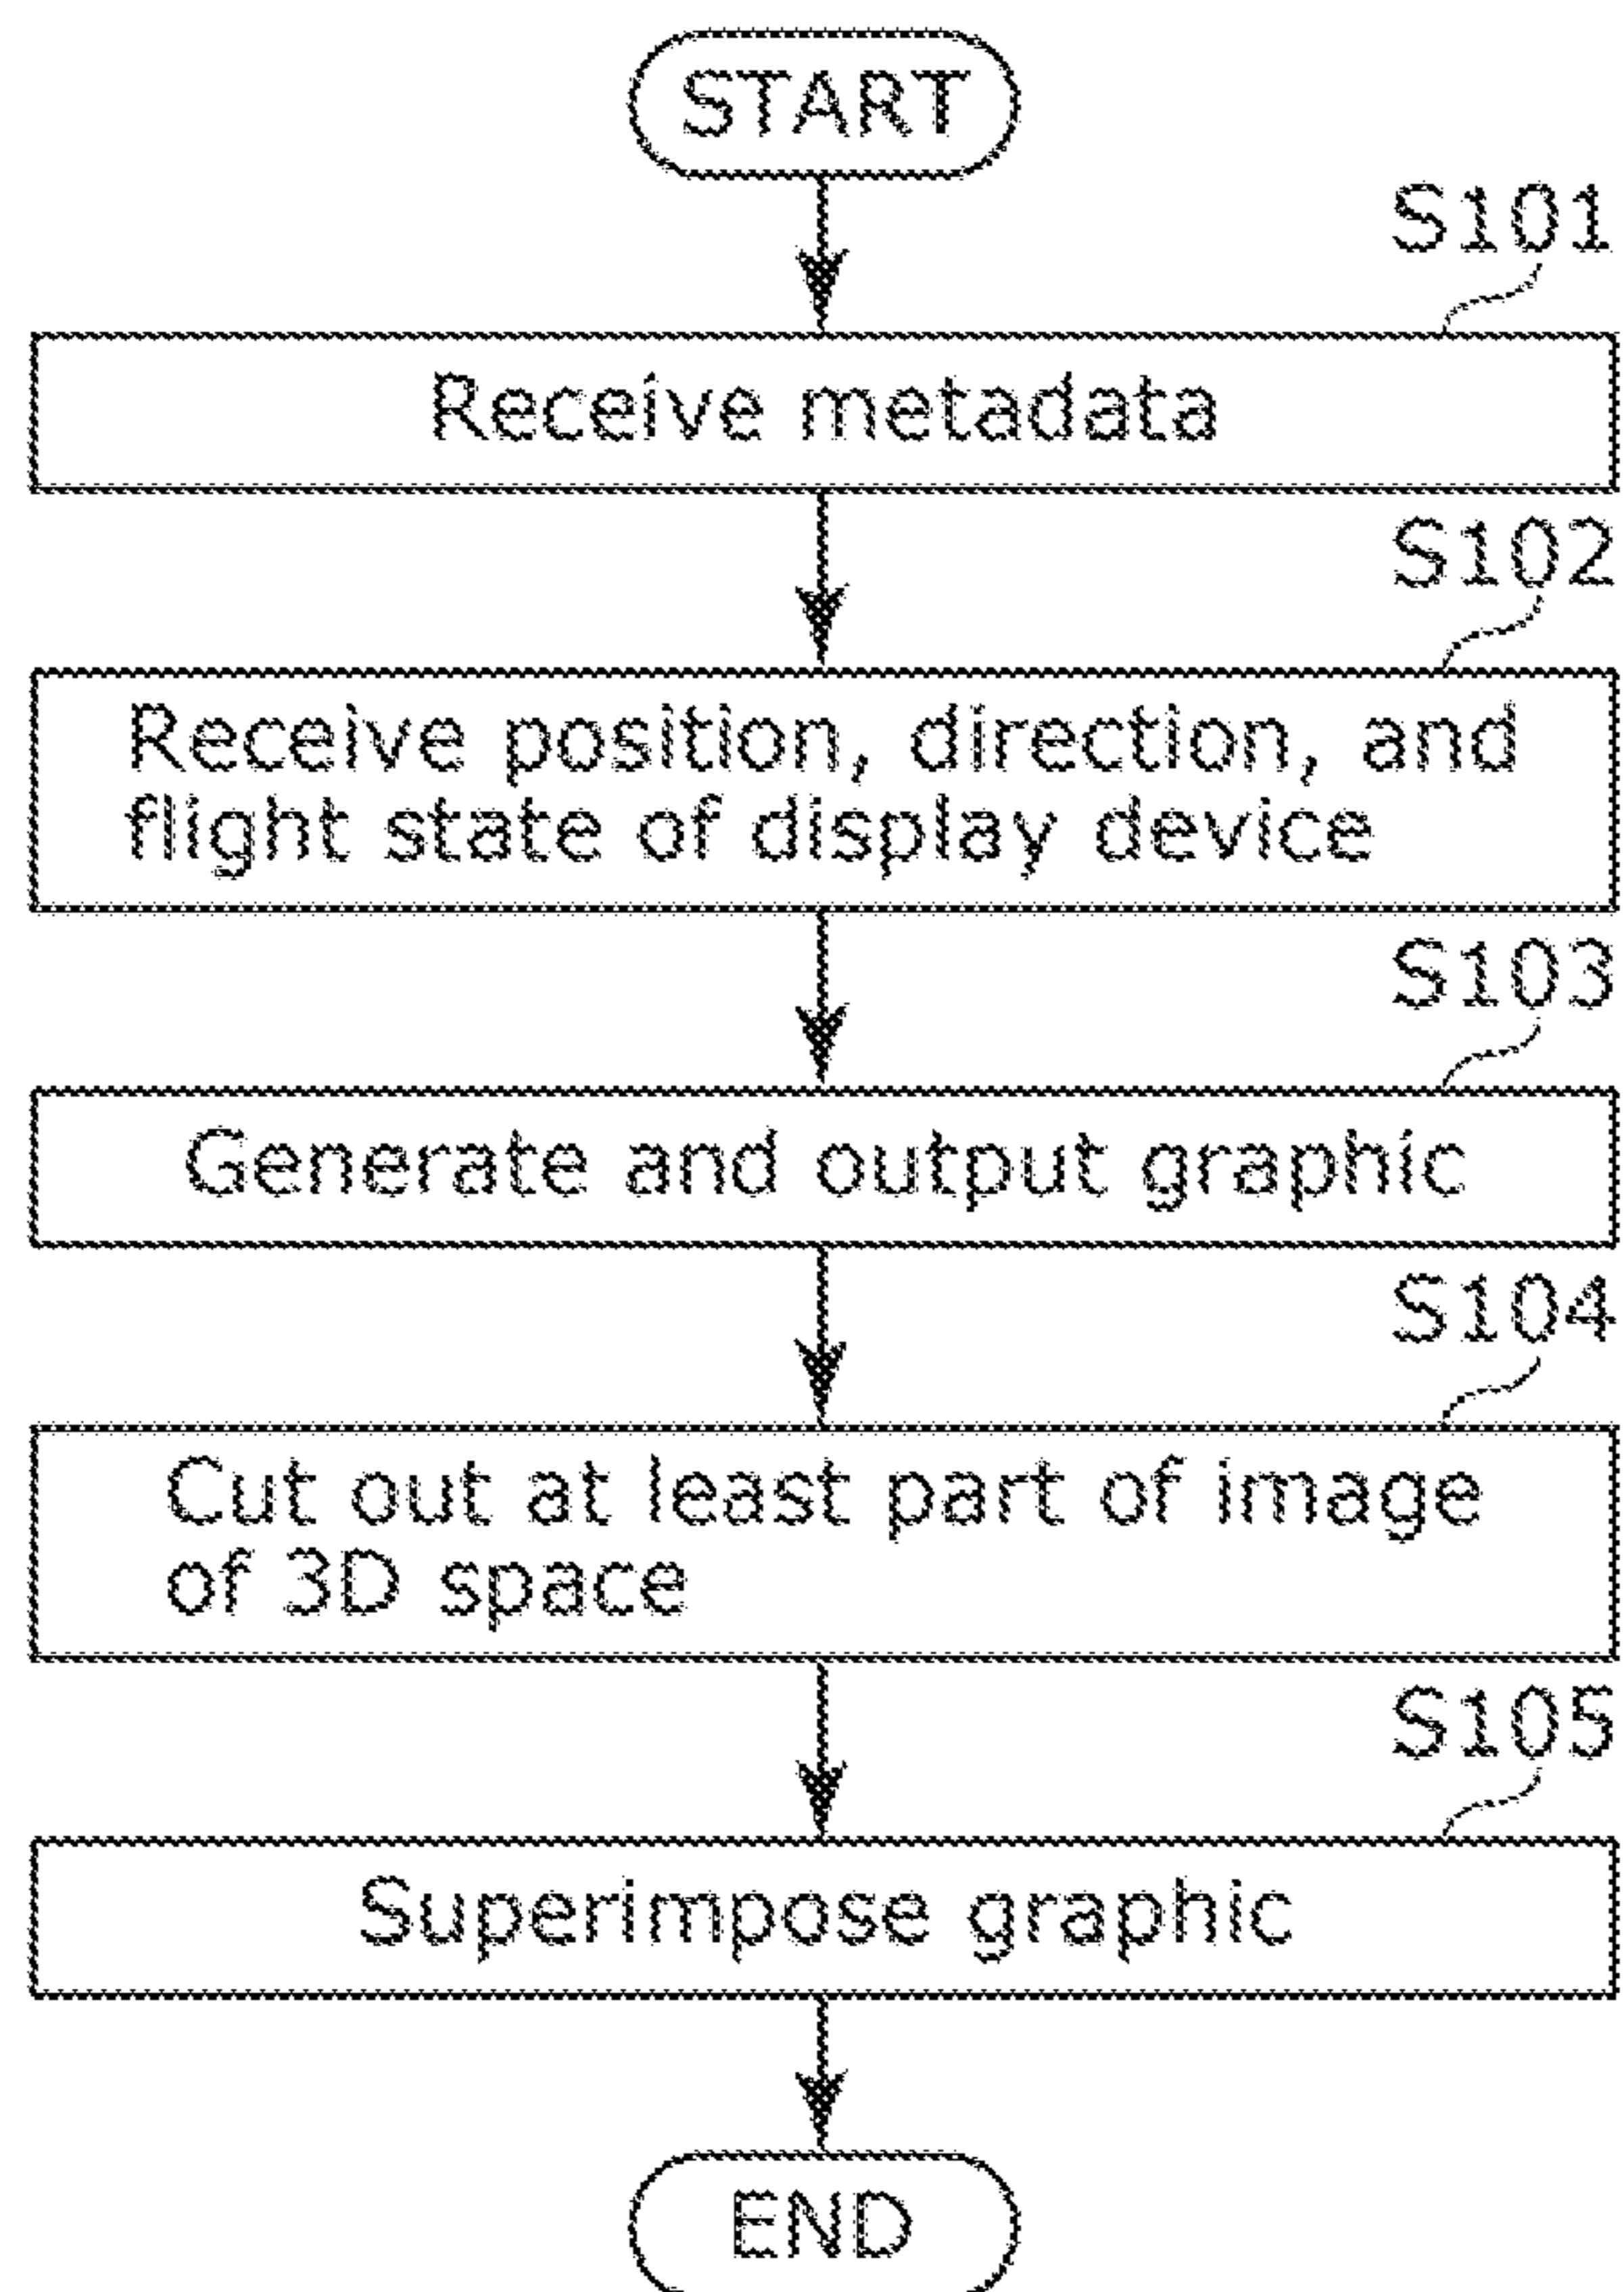 START
S101
Receive metadata
S102
Receive position, direction, and
flight state of display device
S103
Generate and output graphic
S104
Cut out at least part of image
of 3D space
S105
Superimpose graphic
END